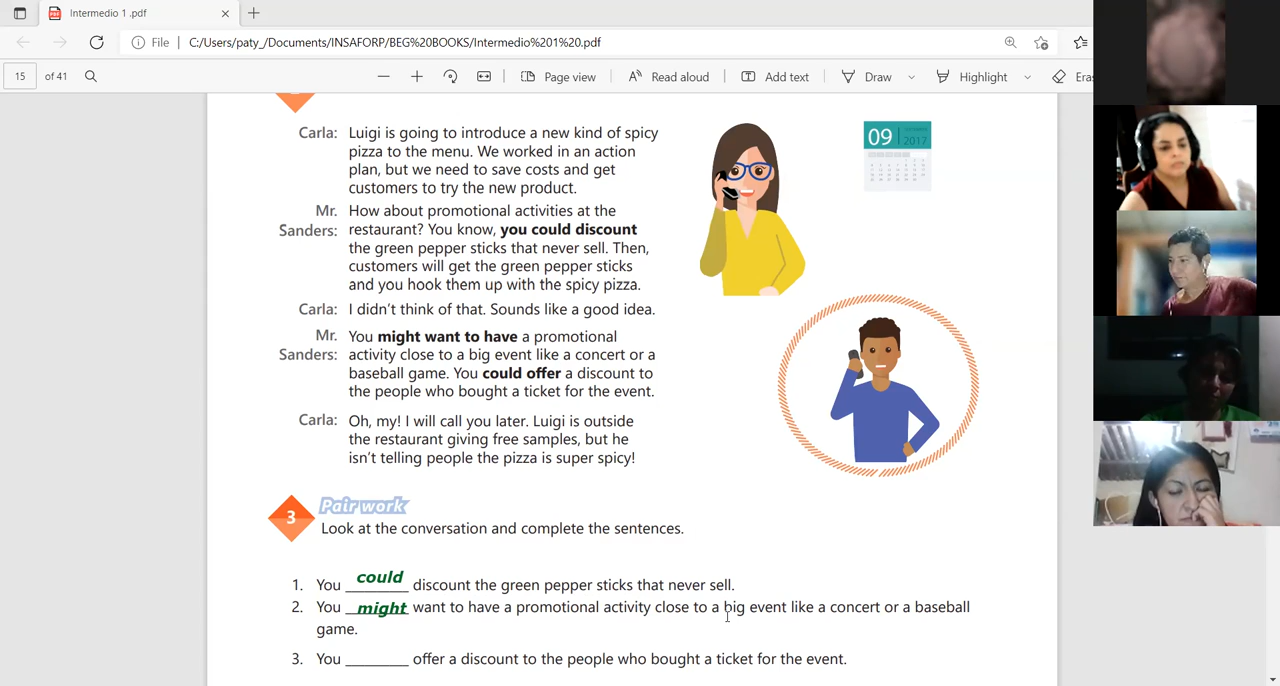 Intermedio 1 .pdf
File
C:/Users/paty_/Documents/INSAFORP/BEG%20BOOKS/Intermedio%201%20.pdf
15 of 41
Page view
Read aloud
Add text
Draw
Highlight
Eras
Carla: Luigi is going to introduce a new kind of spicy
pizza to the menu. We worked in an action
plan, but we need to save costs and get
customers to try the new product.
Mr. How about promotional activities at the
Sanders: restaurant? You know, you could discount
the green pepper sticks that never sell. Then,
customers will get the green pepper sticks
and you hook them up with the spicy pizza.
Carla: I didn't think of that. Sounds like a good idea.
Mr. You might want to have a promotional
Sanders: activity close to a big event like a concert or a
baseball game. You could offer a discount to
the people who bought a ticket for the event.
Carla: Oh, my! I will call you later. Luigi is outside
the restaurant giving free samples, but he
isn't telling people the pizza is super spicy!
09
2017
3
Pair work
Look at the conversation and complete the sentences.
1. You could discount the green pepper sticks that never sell.
2. You might want to have a promotional activity close to a big event like a concert or a baseball
game.
3. You ________ offer a discount to the people who bought a ticket for the event.